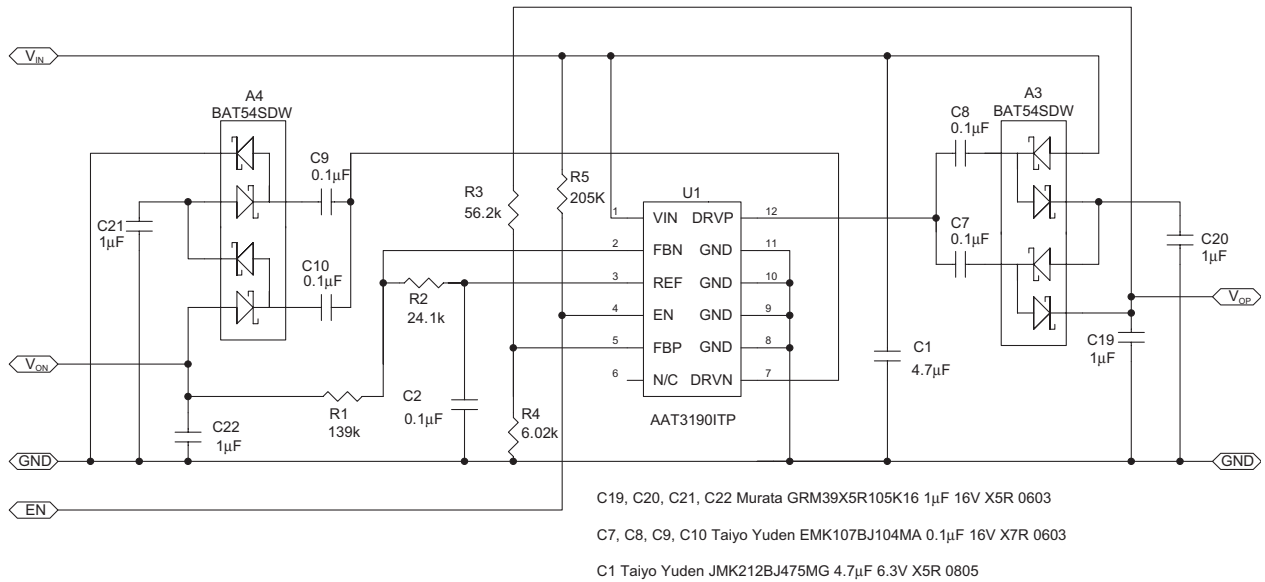 V_IN
A4
BAT54SDW
A3
BAT54SDW
C8
0.1μF
C9
0.1μF
R3
56.2k
R5
205K
U1
1 VIN DRVP 12
2 FBN GND 11
3 REF GND 10
4 EN GND 9
5 FBP GND 8
6 N/C DRVN 7
AAT3190ITP
C21
1μF
C7
0.1μF
C20
1μF
C10
0.1μF
R2
24.1k
V_OP
C19
1μF
C1
4.7μF
V_ON
R1
139k
C2
0.1μF
R4
6.02k
C22
1μF
GND
GND
EN
C19, C20, C21, C22 Murata GRM39X5R105K16 1μF 16V X5R 0603
C7, C8, C9, C10 Taiyo Yuden EMK107BJ104MA 0.1μF 16V X7R 0603
C1 Taiyo Yuden JMK212BJ475MG 4.7μF 6.3V X5R 0805